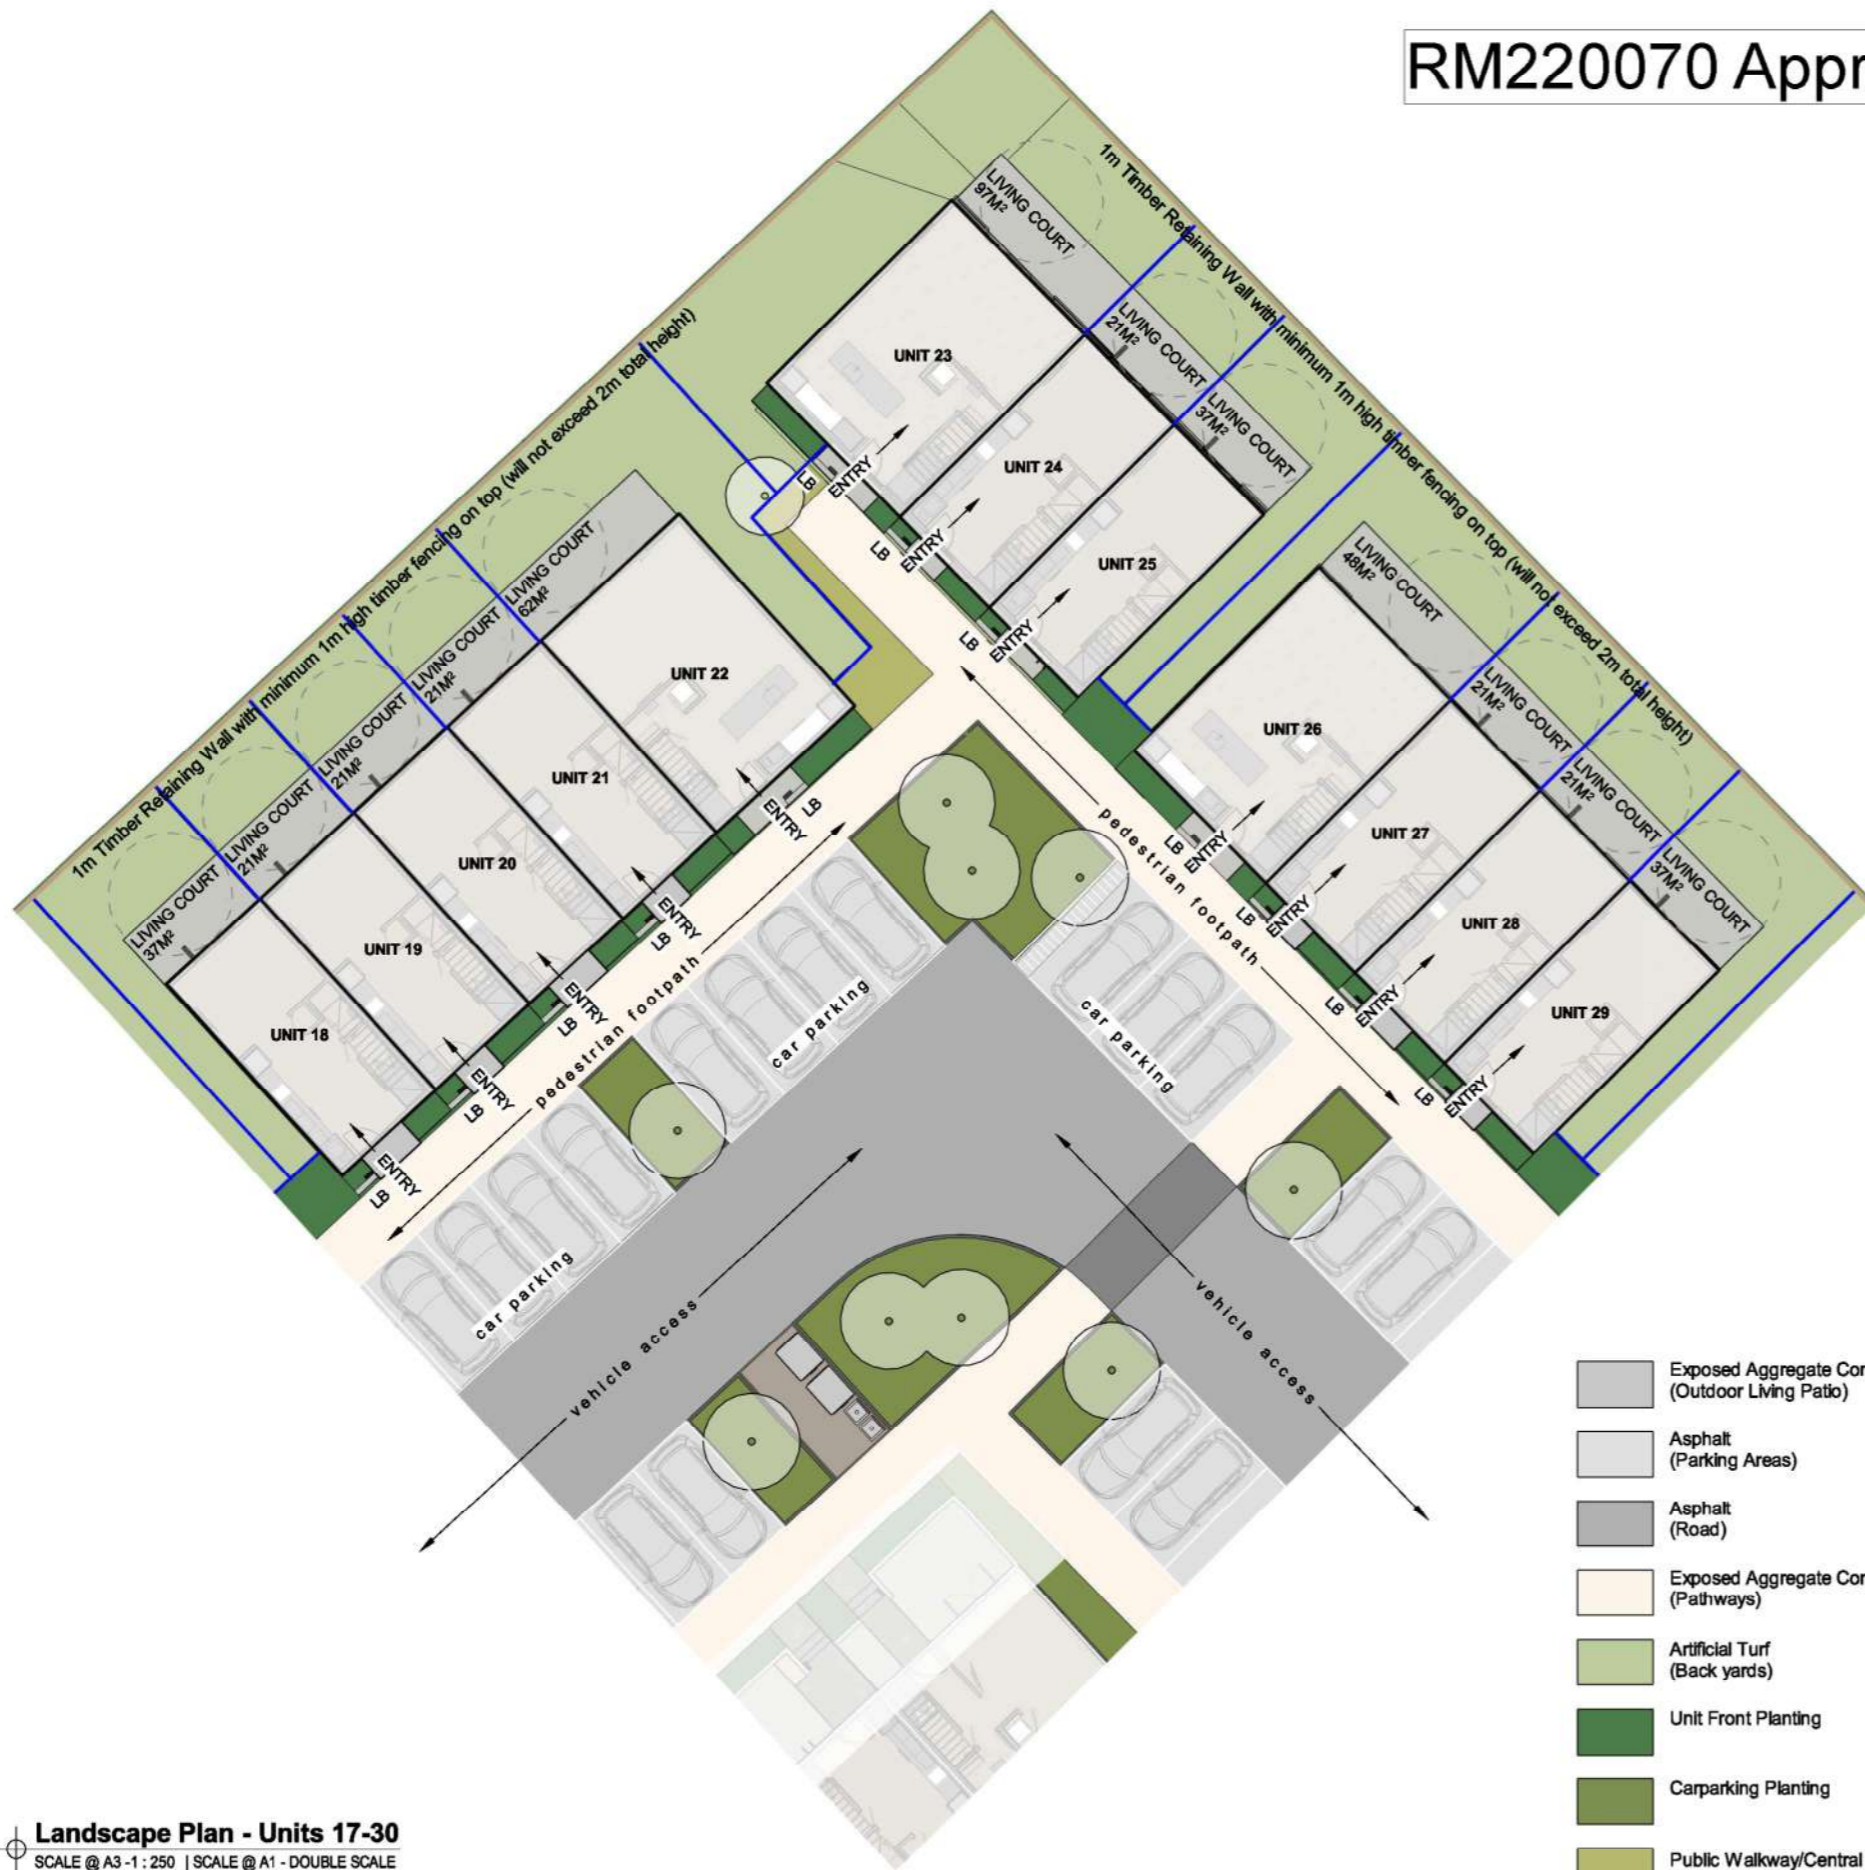 RM220070 Appr
1m Timber Retaining Wall with minimum 1m high timber fencing on top (will not exceed 2m total height)
1m Timber Retaining Wall with minimum 1m high timber fencing on top (will not exceed 2m total height)
LIVING COURT
97M²
LIVING COURT
21M²
LIVING COURT
37M²
UNIT 23
UNIT 24
UNIT 25
LB
ENTRY
LB
ENTRY
LB
ENTRY
LIVING COURT
62M²
LIVING COURT
21M²
LIVING COURT
21M²
LIVING COURT
21M²
LIVING COURT
37M²
UNIT 22
UNIT 21
UNIT 20
UNIT 19
UNIT 18
ENTRY
LB
ENTRY
LB
ENTRY
LB
ENTRY
LB
ENTRY
LB
LIVING COURT
48M²
LIVING COURT
21M²
LIVING COURT
21M²
LIVING COURT
37M²
UNIT 26
UNIT 27
UNIT 28
UNIT 29
LB
ENTRY
LB
ENTRY
LB
ENTRY
LB
ENTRY
pedestrian footpath
pedestrian footpath
car parking
car parking
car parking
vehicle access
vehicle access
Exposed Aggregate Con
(Outdoor Living Patio)
Asphalt
(Parking Areas)
Asphalt
(Road)
Exposed Aggregate Con
(Pathways)
Artificial Turf
(Back yards)
Unit Front Planting
Carparking Planting
Public Walkway/Central
Landscape Plan - Units 17-30
SCALE @ A3 -1 : 250 | SCALE @ A1 - DOUBLE SCALE